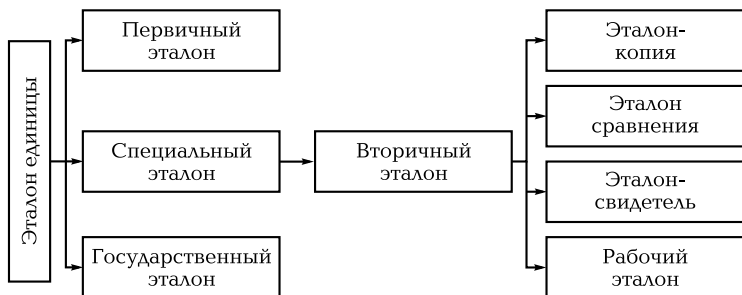 Эталон единицы
Первичный
эталон
Специальный
эталон
Государственный
эталон
Вторичный
эталон
Эталон-
копия
Эталон
сравнения
Эталон-
свидетель
Рабочий
эталон